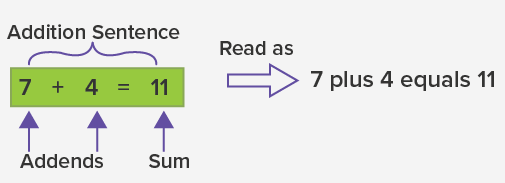 Addition Sentence
7 + 4 = 11
Addends Sum
Read as
7 plus 4 equals 11